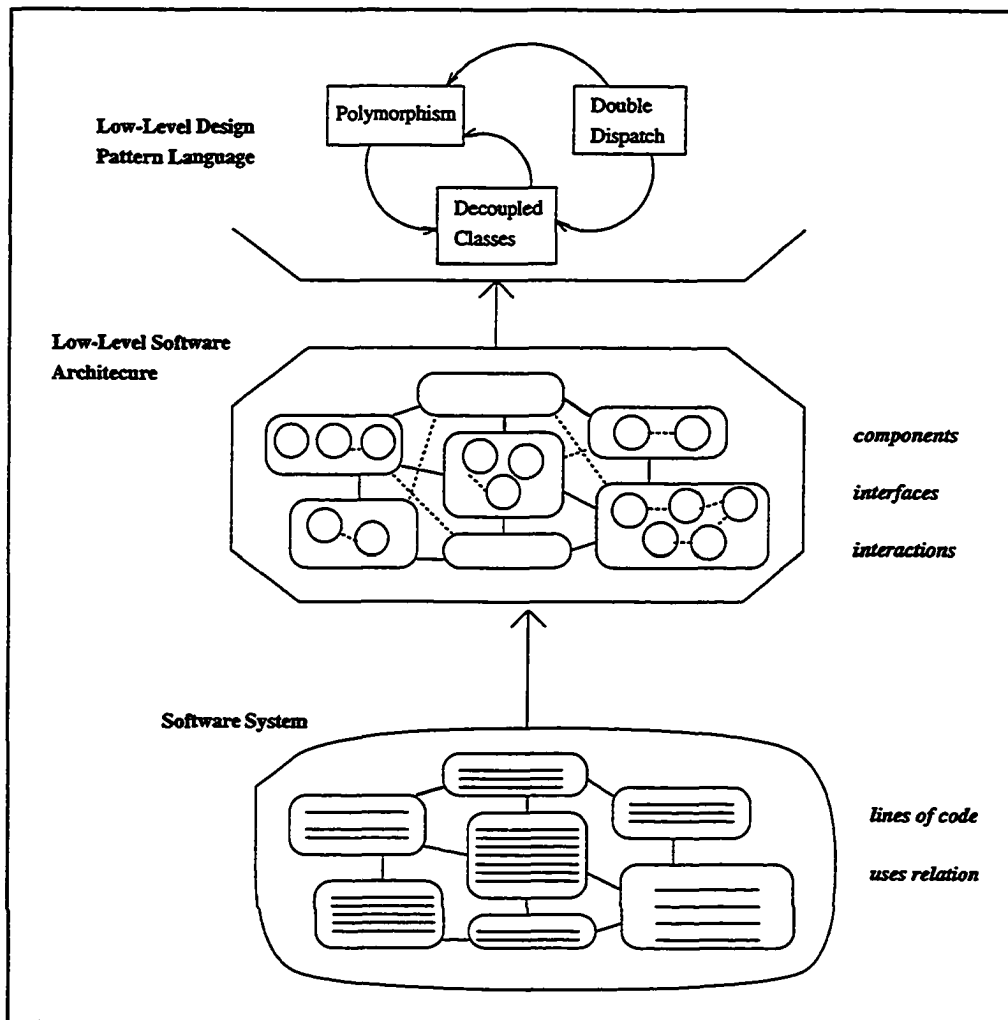 Polymorphism
Double
Dispatch
Low-Level Design
Pattern Language
Decoupled
Classes
Low-Level Software
Architecure
components
interfaces
interactions
Software System
lines of code
uses relation